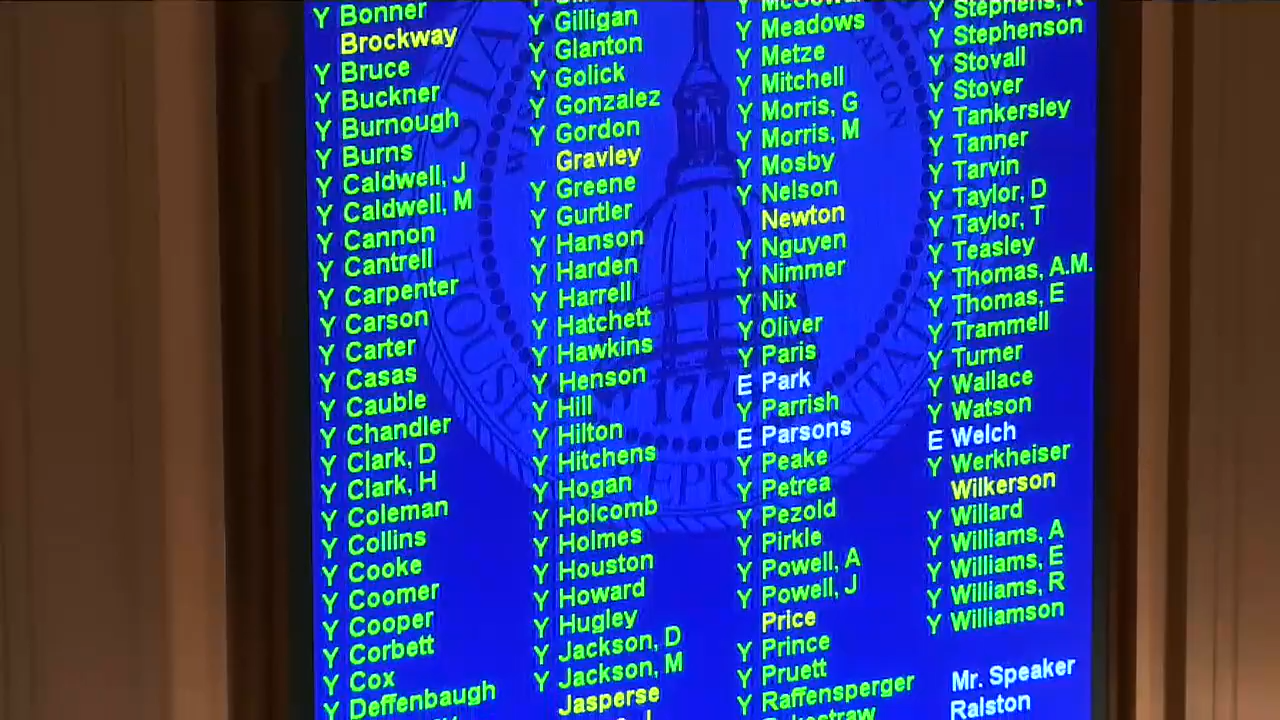 Y Bonner
Brockway
Y Bruce
Y Buckner
Y Burnough
Y Burns
Y Caldwell, J
Y Caldwell, M
Y Cannon
Y Cantrell
Y Carpenter
Y Carson
Y Carter
Y Casas
Y Cauble
Y Chandler
Y Clark, D
Y Clark, H
Y Coleman
Y Collins
Y Cooke
Y Coomer
Y Cooper
Y Corbett
Y Cox
Y Deffenbaugh
Y Gilligan
Y Glanton
Y Golick
Y Gonzalez
Y Gordon
Gravley
Y Greene
Y Gurtler
Y Hanson
Y Harden
Y Harrell
Y Hatchett
Y Hawkins
Y Henson
Y Hill
Y Hilton
Y Hitchens
Y Hogan
Y Holcomb
Y Holmes
Y Houston
Y Howard
Y Hugley
Y Jackson, D
Y Jackson, M
Jasperse
Y Meadows
Y Metze
Y Mitchell
Y Morris, G
Y Morris, M
Y Mosby
Y Nelson
Newton
Y Nguyen
Y Nimmer
Y Nix
Y Oliver
Y Paris
E Park
Y Parrish
E Parsons
Y Peake
Y Petrea
Y Pezold
Y Pirkle
Y Powell, A
Y Powell, J
Price
Y Prince
Y Pruett
Y Raffensperger
Y Stephens, R
Y Stephenson
Y Stovall
Y Stover
Y Tankersley
Y Tanner
Y Tarvin
Y Taylor, D
Y Taylor, T
Y Teasley
Y Thomas, A.M.
Y Thomas, E
Y Trammell
Y Turner
Y Wallace
Y Watson
E Welch
Y Werkheiser
Wilkerson
Y Willard
Y Williams, A
Y Williams, E
Y Williams, R
Y Williamson
Mr. Speaker
Ralston
HOUSE
177